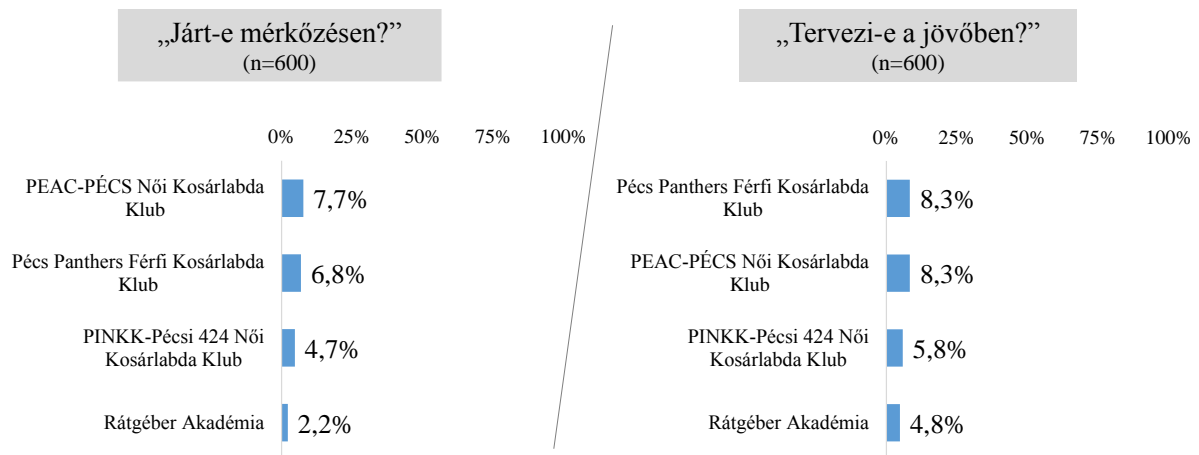 „Járt-e mérkőzésen?”
(n=600)
0% 25% 50% 75% 100%
PEAC-PÉCS Női Kosárlabda
Klub
7,7%
Pécs Panthers Férfi Kosárlabda
Klub
6,8%
PINKK-Pécsi 424 Női
Kosárlabda Klub
4,7%
Rátgéber Akadémia
2,2%
„Tervezi-e a jövőben?”
(n=600)
0% 25% 50% 75% 100%
Pécs Panthers Férfi Kosárlabda
Klub
8,3%
PEAC-PÉCS Női Kosárlabda
Klub
8,3%
PINKK-Pécsi 424 Női
Kosárlabda Klub
5,8%
Rátgéber Akadémia
4,8%